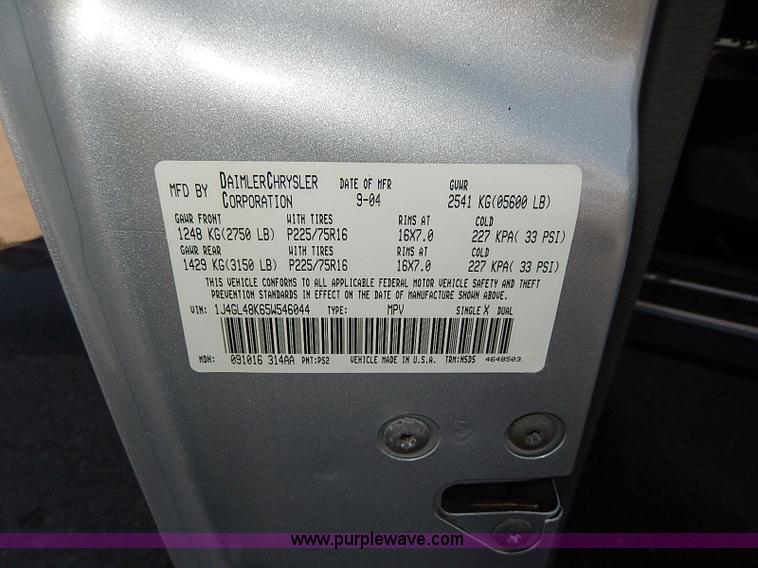 MFD BY DAIMLERCHRYSLER CORPORATION DATE OF MFR 9-04 GVWR 2541 KG(05600 LB)
GAWR FRONT WITH TIRES RIMS AT COLD
1248 KG(2750 LB) P225/75R16 16X7.0 227 KPA( 33 PSI)
GAWR REAR WITH TIRES RIMS AT COLD
1429 KG(3150 LB) P225/75R16 16X7.0 227 KPA( 33 PSI)
THIS VEHICLE CONFORMS TO ALL APPLICABLE FEDERAL MOTOR VEHICLE SAFETY AND THEFT
PREVENTION STANDARDS IN EFFECT ON THE DATE OF MANUFACTURE SHOWN ABOVE.
VIN: 1J4GL48K65W546044 TYPE: MPV SINGLE X DUAL
MDH: 091016 314AA PNT:PS2 VEHICLE MADE IN U.S.A. TRM:N5DS 4648503
www.purplewave.com